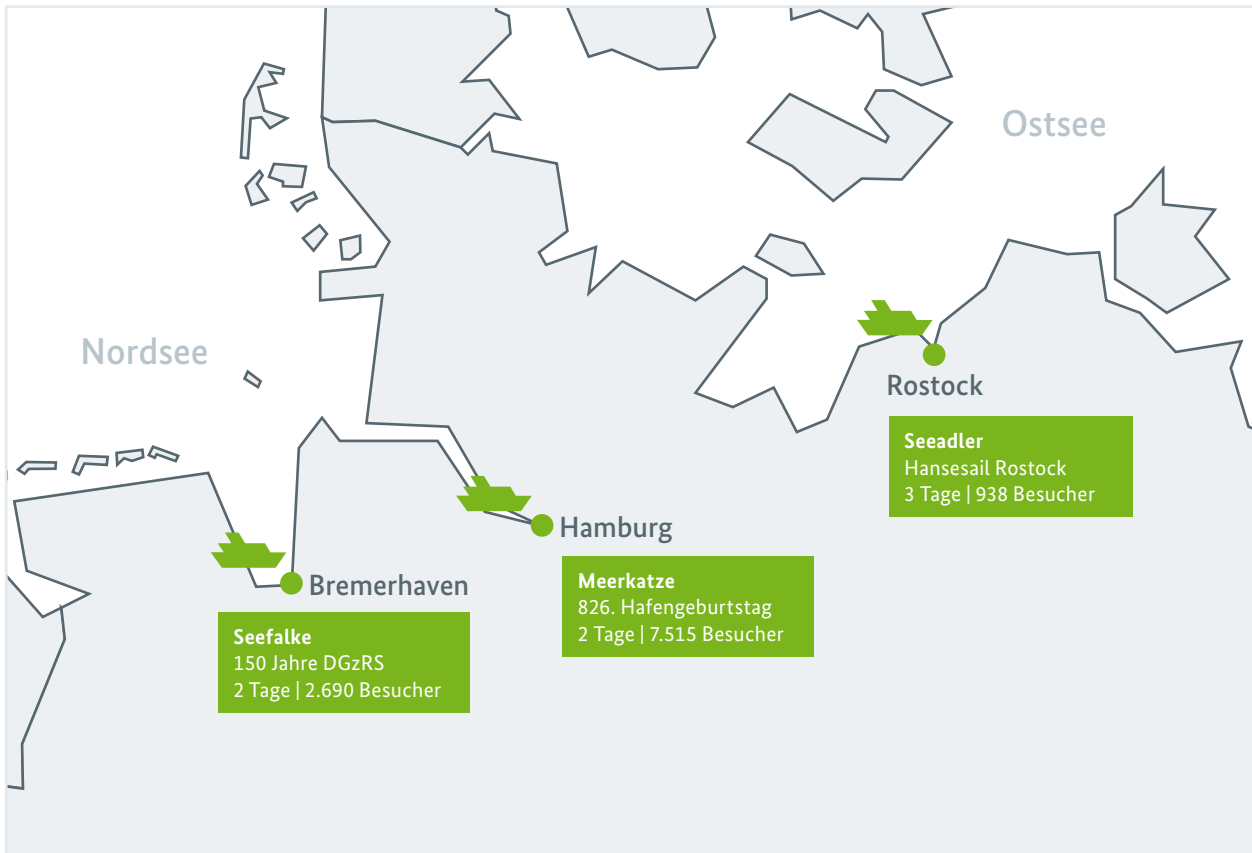 Ostsee
Nordsee
Rostock
Seeadler
Hansesail Rostock
3 Tage | 938 Besucher
Hamburg
Meerkatze
826. Hafengeburtstag
2 Tage | 7.515 Besucher
Bremerhaven
Seefalke
150 Jahre DGzRS
2 Tage | 2.690 Besucher